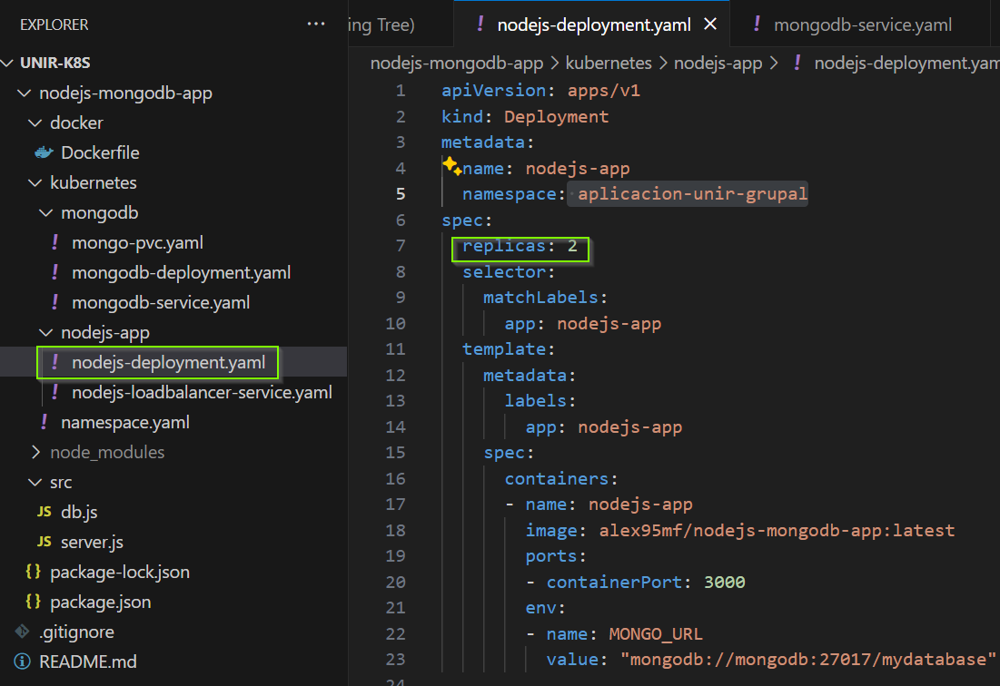 EXPLORER
UNIR-K8S
nodejs-mongodb-app
docker
Dockerfile
kubernetes
mongodb
mongo-pvc.yaml
mongodb-deployment.yaml
mongodb-service.yaml
nodejs-app
nodejs-deployment.yaml
nodejs-loadbalancer-service.yaml
namespace.yaml
node_modules
src
JS db.js
JS server.js
{} package-lock.json
{} package.json
.gitignore
README.md
ing Tree) ! nodejs-deployment.yaml ! mongodb-service.yaml
nodejs-mongodb-app > kubernetes > nodejs-app > ! nodejs-deployment.yam
1 apiVersion: apps/v1
2 kind: Deployment
3 metadata:
4 name: nodejs-app
5 namespace: aplicacion-unir-grupal
6 spec:
7 replicas: 2
8 selector:
9 matchLabels:
10 app: nodejs-app
11 template:
12 metadata:
13 labels:
14 app: nodejs-app
15 spec:
16 containers:
17 - name: nodejs-app
18 image: alex95mf/nodejs-mongodb-app:latest
19 ports:
20 - containerPort: 3000
21 env:
22 - name: MONGO_URL
23 value: "mongodb://mongodb:27017/mydatabase"
24